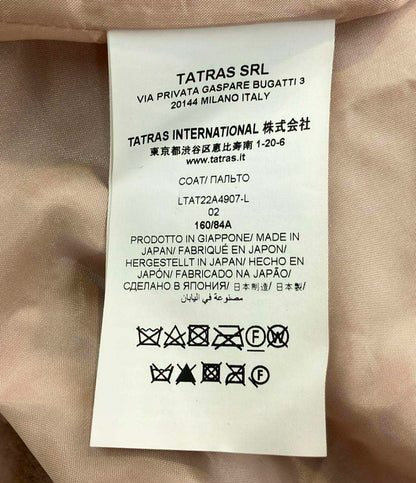 TATRAS SRL
VIA PRIVATA GASPARE BUGATTI 3
20144 MILANO ITALY
TATRAS INTERNATIONAL 株式会社
東京都渋谷区恵比寿南 1-20-6
www.tatras.it
COAT/ ПАЛЬТО
LTAT22A4907-L
02
160/84A
PRODOTTO IN GIAPPONE/ MADE IN
JAPAN/ FABRIQUÉ EN JAPON/
HERGESTELLT IN JAPAN/ HECHO EN
JAPÓN/ FABRICADO NA JAPÃO/
СДЕЛАНО В ЯПОНИЯ/ 日本制造/ 日本製/
مصنوعة في اليابان
F W
F